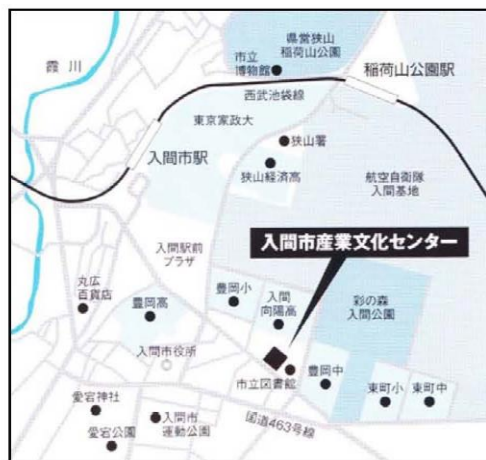 霞川
県営狭山
稲荷山公園
市立
博物館
稲荷山公園駅
西武池袋線
東京家政大
狭山署
入間市駅
狭山経済高
航空自衛隊
入間基地
入間市産業文化センター
入間駅前
プラザ
丸広
百貨店
豊岡高
豊岡小
入間
向陽高
彩の森
入間公園
入間市役所
市立図書館
豊岡中
東町小
東町中
愛宕神社
入間市
運動公園
愛宕公園
国道463号線